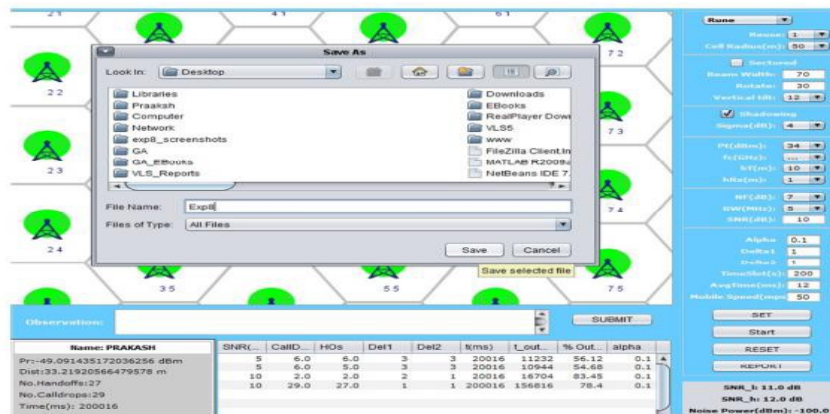 21 41 61
Rune
Reuse: 1
Cell Radius(m): 50
Save As
Look In: Desktop
Libraries
Praaksh
Computer
Network
exp8_screenshots
GA
GA_EBooks
VLS_Reports
Downloads
EBooks
RealPlayer Down
VLS5
www
FileZilla Client.ln
MATLAB R2009a
NetBeans IDE 7.
File Name: Exp8
Files of Type: All Files
Save Cancel
Save selected file
72
22
73
23
74
24
35 55 75
Sectored
Beam Width: 70
Rotate: 30
Vertical tilt: 12
Shadowing
Sigma(dB): 4
Pt(dBm): 34
fc(GHz): ...
hT(m): 10
hRx(m): 1
NF(dB): 7
BW(MHz): 5
SNR(dB): 10
Alpha 0.1
Delta1 1
Delta2 1
TimeSlot(s): 200
AvgTime(ms): 12
Mobile Speed(mps 50
SET
Start
RESET
REPORT
Observation: SUBMIT
Name: PRAKASH
Pr:-49.091435172036256 dBm
Dist:33.21920566479578 m
No.Handoffs:27
No.Calldrops:29
Time(ms): 200016
SNR(... CallD... HOs Del1 Del2 t(ms) t_out... % Out... alpha
5 6.0 6.0 3 3 20016 11232 56.12 0.1
5 6.0 5.0 3 3 20016 10944 54.68 0.1
10 2.0 2.0 2 1 20016 16704 83.45 0.1
10 29.0 27.0 1 1 200016 156816 78.4 0.1
SNR_l: 11.0 dB
SNR_h: 12.0 dB
Noise Power(dBm): -100.0